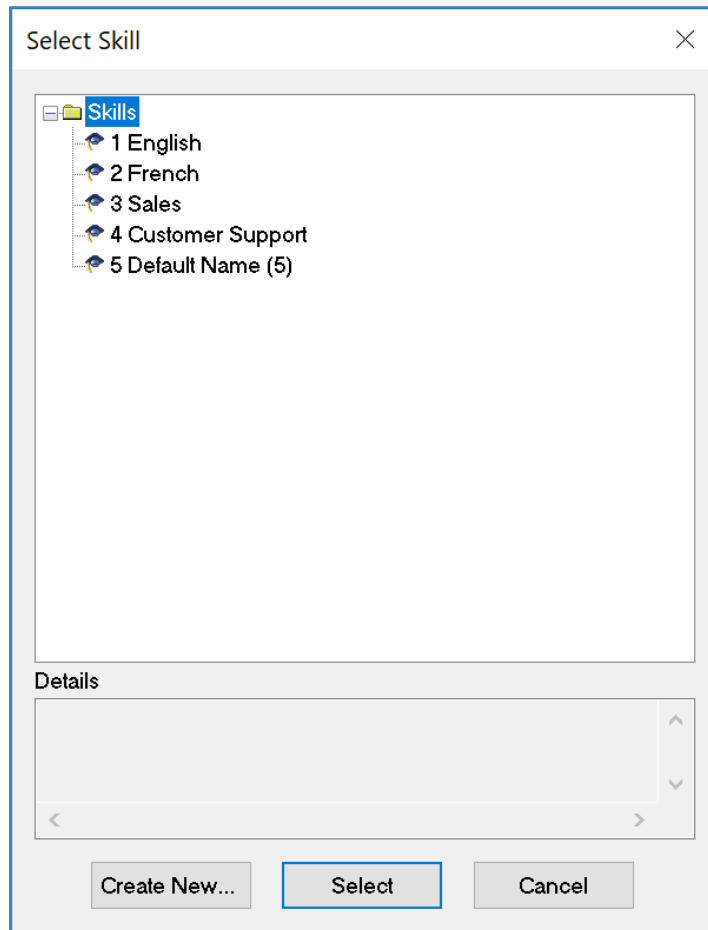 Select Skill
Skills
1 English
2 French
3 Sales
4 Customer Support
5 Default Name (5)
Details
Create New...
Select
Cancel